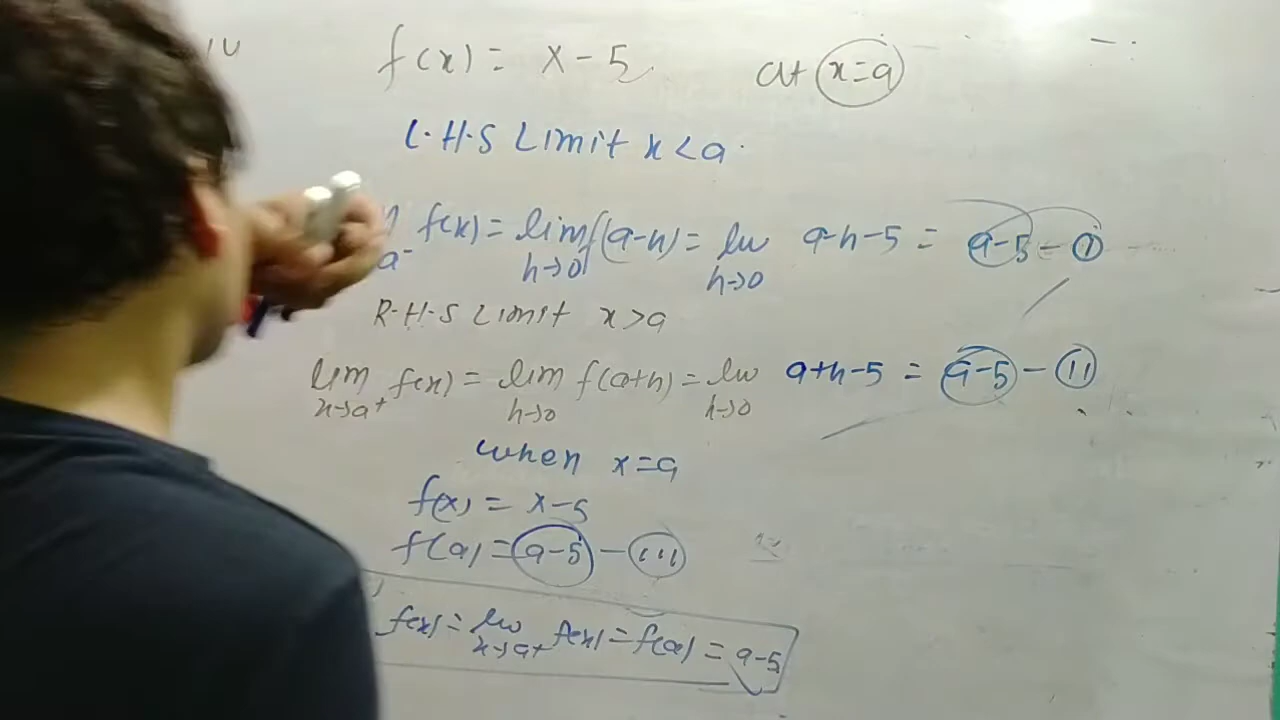 f(x) = x-5 at x=a
L.H.S Limit x<a.
a⁻ f(x) = lim h→0 f(a-h) = lim h→0 a-h-5 = a-5 - (i)
R.H.S Limit x>a
lim x→a+ f(x) = lim h→0 f(a+h) = lim h→0 a+h-5 = a-5 - (ii)
when x=a
f(x) = x-5
f(a) = a-5 - (iii)
f(x) = lim x→a+ f(x) = f(a) = a-5